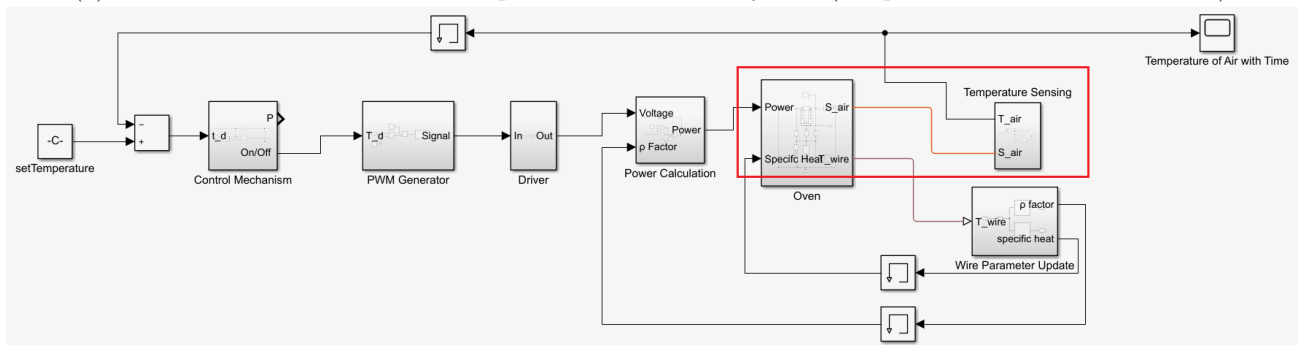 Temperature of Air with Time
Temperature Sensing
-C-
setTemperature
−
+
t_d
P
On/Off
Control Mechanism
T_d
Signal
PWM Generator
In
Out
Driver
Voltage
ρ Factor
Power
Power Calculation
Power
S_air
Specifc Heat
T_wire
Oven
T_air
S_air
T_wire
ρ factor
specific heat
Wire Parameter Update